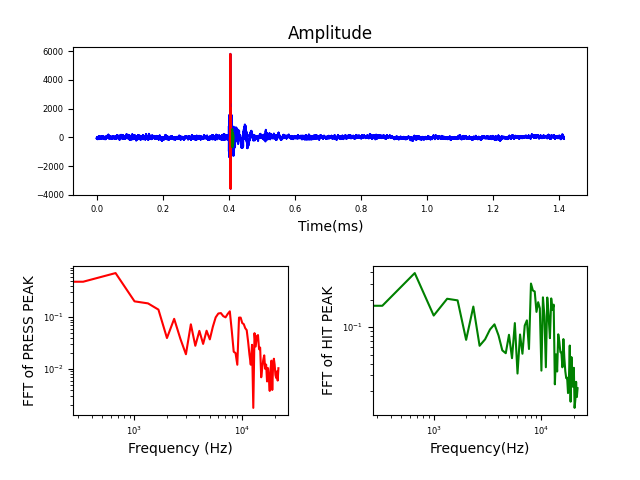 Amplitude
6000
4000
2000
0
−2000
−4000
0.0 0.2 0.4 0.6 0.8 1.0 1.2 1.4
Time(ms)
FFT of PRESS PEAK
10⁻¹
10⁻²
10³ 10⁴
Frequency (Hz)
FFT of HIT PEAK
10⁻¹
10³ 10⁴
Frequency(Hz)